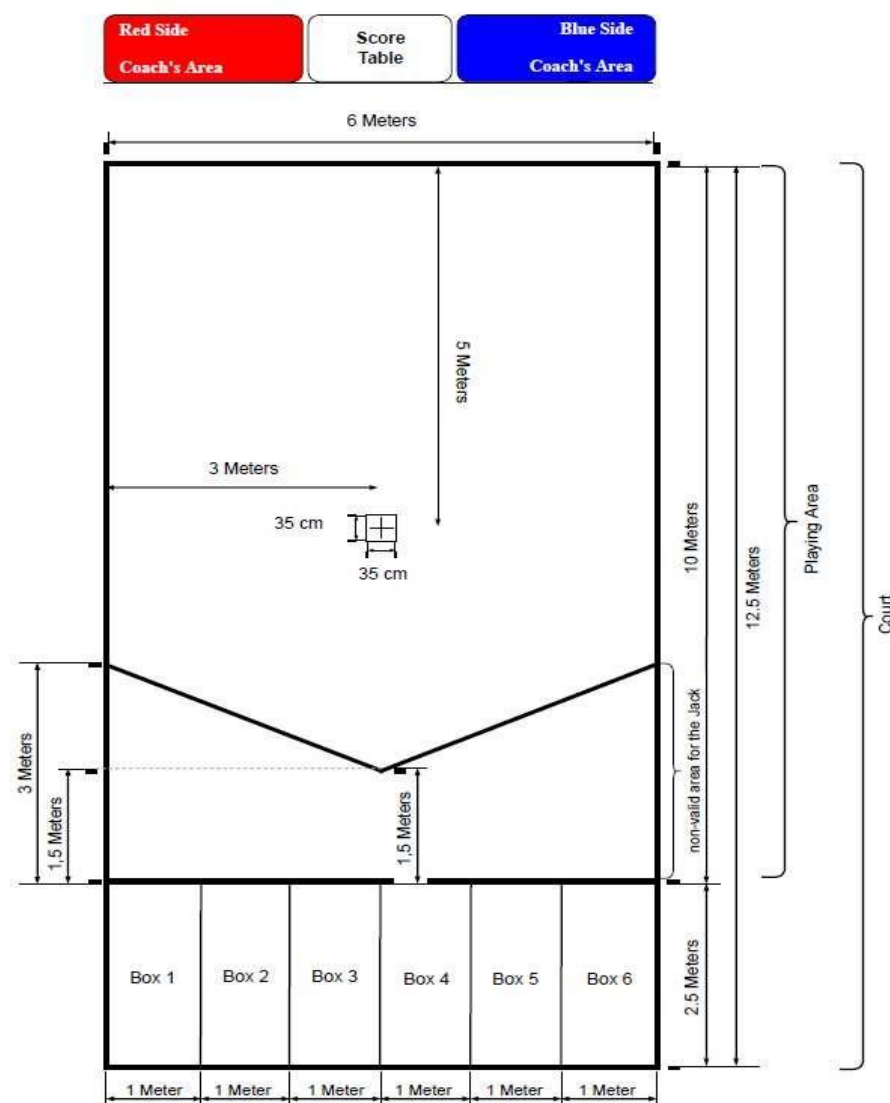 Red Side
Coach's Area
Score
Table
Blue Side
Coach's Area
6 Meters
5 Meters
3 Meters
35 cm
35 cm
10 Meters
12.5 Meters
Playing Area
Court
3 Meters
1,5 Meters
1,5 Meters
non-valid area for the Jack
Box 1
Box 2
Box 3
Box 4
Box 5
Box 6
2.5 Meters
1 Meter
1 Meter
1 Meter
1 Meter
1 Meter
1 Meter